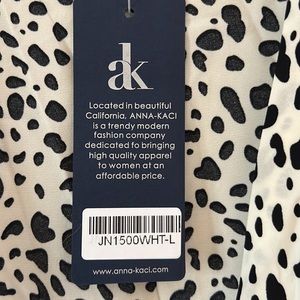 ak
Located in beautiful
California, ANNA-KACI
is a trendy modern
fashion company
dedicated to bringing
high quality apparel
to women at an
affordable price.
JN1500WHT-L
www.anna-kaci.com